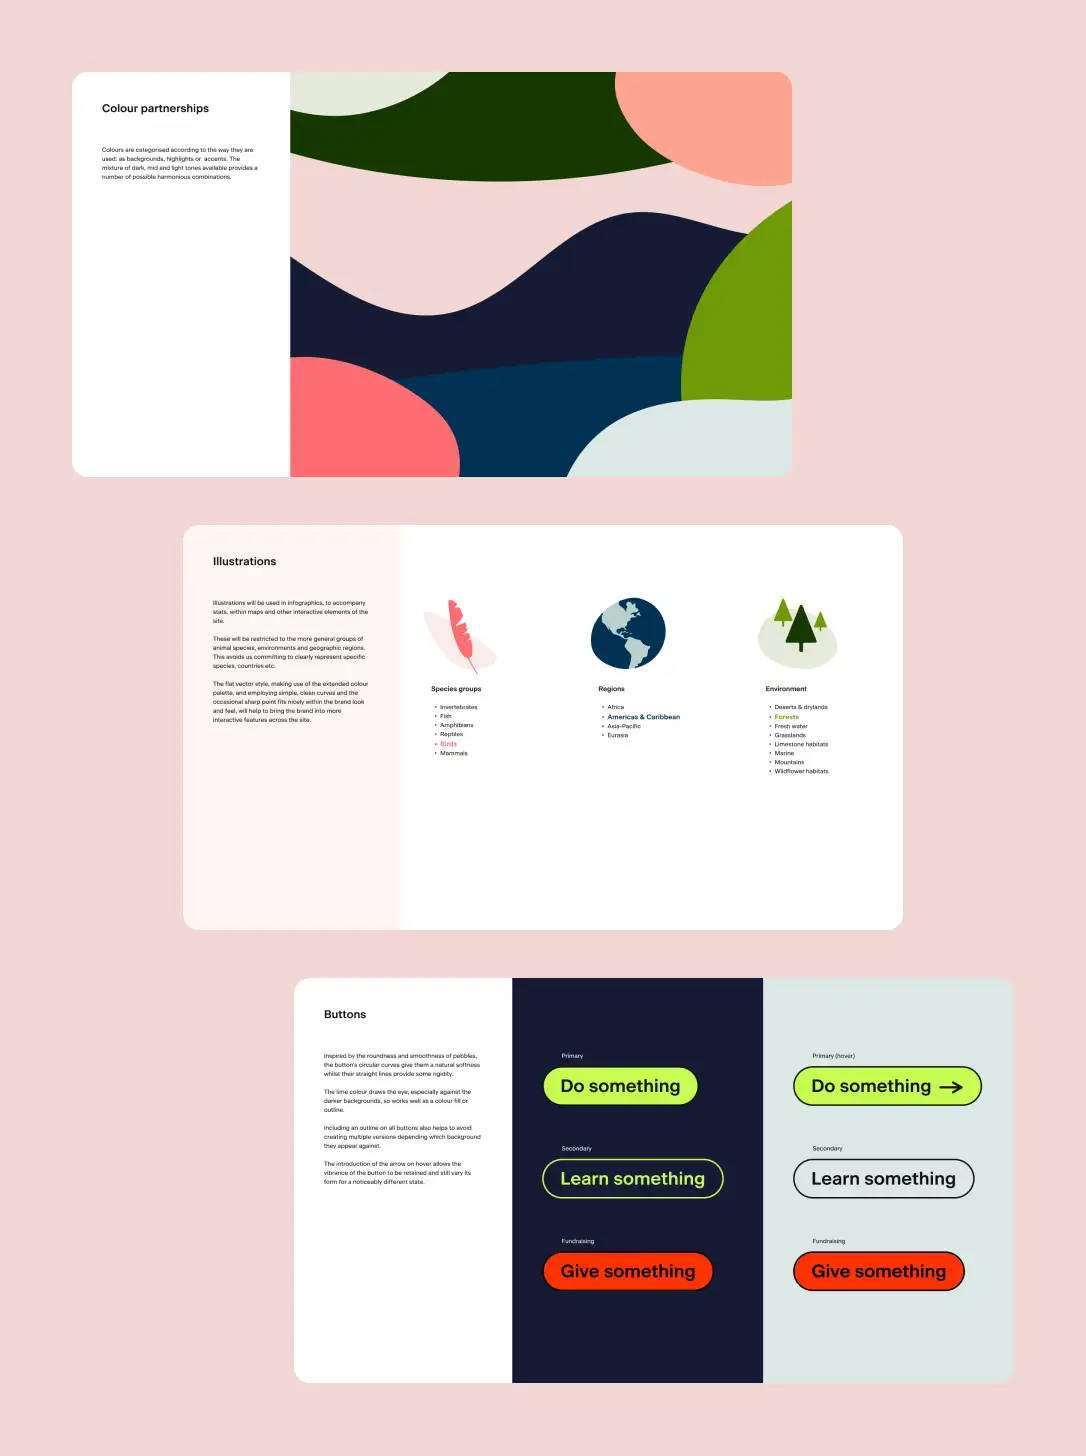 Colour partnerships
Colours are categorised according to the way they are
used: as backgrounds, highlights or accents. The
mixture of dark, mid and light tones available provides a
number of possible harmonious combinations.
Illustrations
Illustrations will be used in infographics, to accompany
stats, within maps and other interactive elements of the
site.
These will be restricted to the more general groups of
animal species, environments and geographic regions.
This avoids us committing to clearly represent specific
species, countries etc.
The flat vector style, making use of the extended colour
palette, and employing simple, clean curves and the
occasional sharp point fits nicely within the brand look
and feel, will help to bring the brand into more
interactive features across the site.
Species groups
• Invertebrates
• Fish
• Amphibians
• Reptiles
• Birds
• Mammals
Regions
• Africa
• Americas & Caribbean
• Asia-Pacific
• Eurasia
Environment
• Deserts & drylands
• Forests
• Fresh water
• Grasslands
• Limestone habitats
• Marine
• Mountains
• Wildflower habitats
Buttons
Inspired by the roundness and smoothness of pebbles,
the button's circular curves give them a natural softness
whilst their straight lines provide some rigidity.
The lime colour draws the eye, especially against the
darker backgrounds, so works well as a colour fill or
outline.
Including an outline on all buttons also helps to avoid
creating multiple versions depending which background
they appear against.
The introduction of the arrow on hover allows the
vibrance of the button to be retained and still vary its
form for a noticeably different state.
Primary
Do something
Secondary
Learn something
Fundraising
Give something
Primary (hover)
Do something →
Secondary
Learn something
Fundraising
Give something